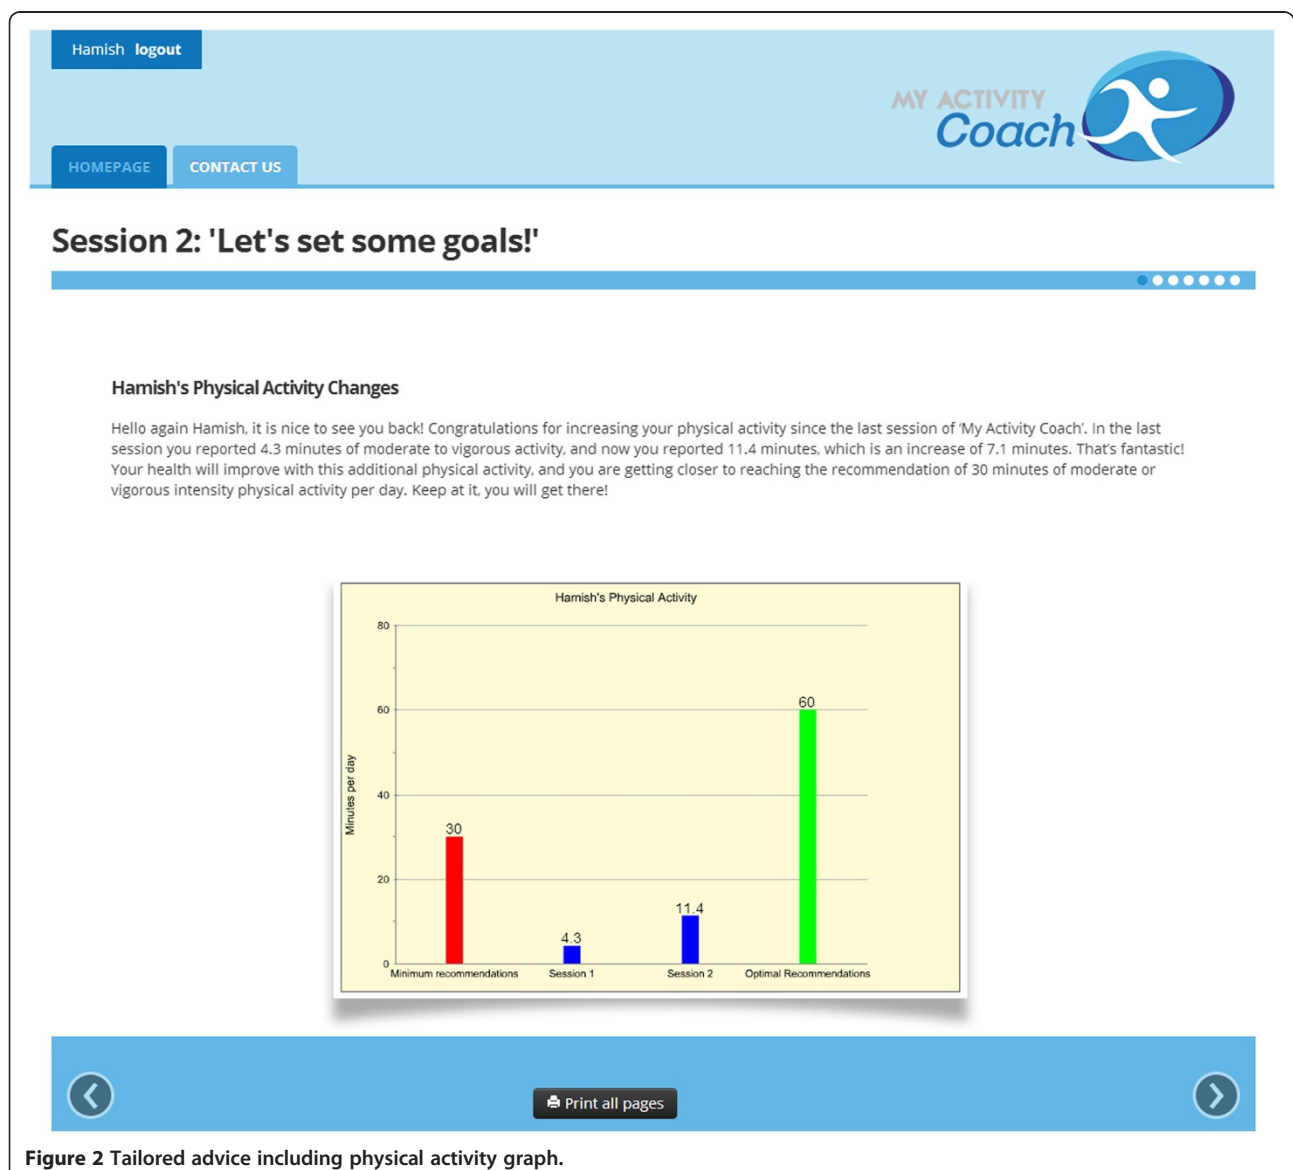 Hamish logout
MY ACTIVITY
Coach
HOMEPAGE CONTACT US
Session 2: 'Let's set some goals!'
Hamish's Physical Activity Changes
Hello again Hamish, it is nice to see you back! Congratulations for increasing your physical activity since the last session of 'My Activity Coach'. In the last
session you reported 4.3 minutes of moderate to vigorous activity, and now you reported 11.4 minutes, which is an increase of 7.1 minutes. That's fantastic!
Your health will improve with this additional physical activity, and you are getting closer to reaching the recommendation of 30 minutes of moderate or
vigorous intensity physical activity per day. Keep at it, you will get there!
Hamish's Physical Activity
80
60
40
20
0
Minutes per day
30
4.3
11.4
60
Minimum recommendations Session 1 Session 2 Optimal Recommendations
Print all pages
Figure 2 Tailored advice including physical activity graph.